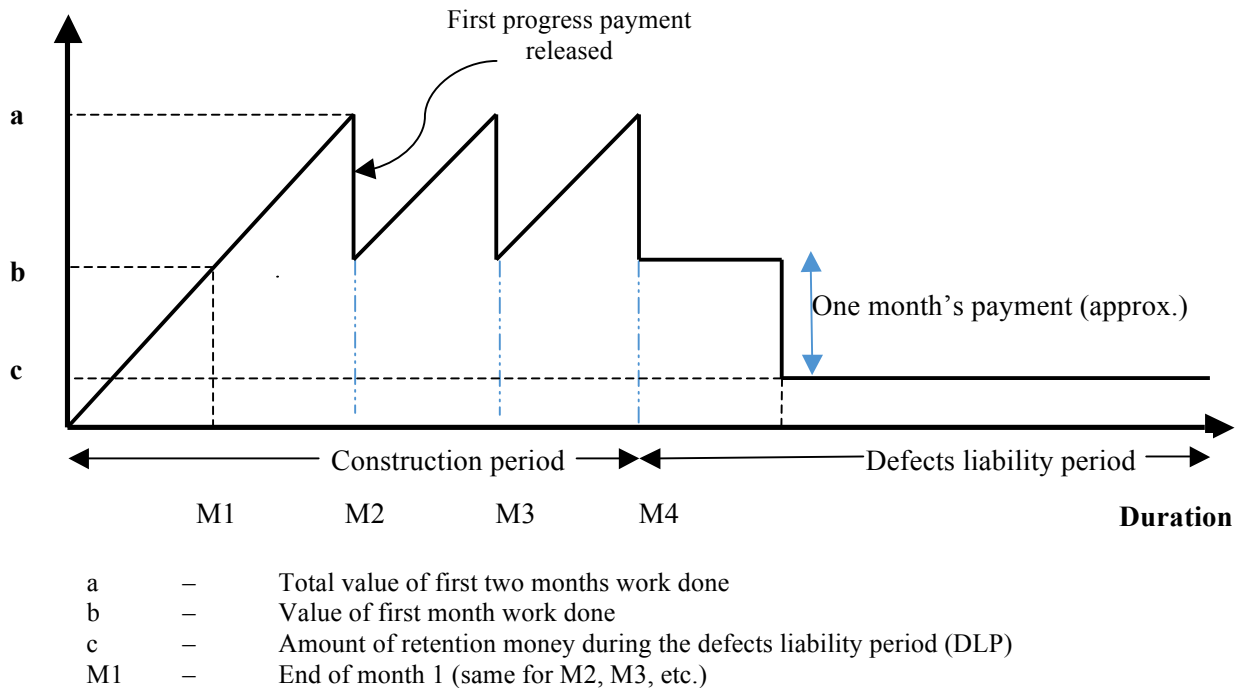 First progress payment
released
a
b
One month’s payment (approx.)
c
Construction period
Defects liability period
M1 M2 M3 M4 Duration
a – Total value of first two months work done
b – Value of first month work done
c – Amount of retention money during the defects liability period (DLP)
M1 – End of month 1 (same for M2, M3, etc.)